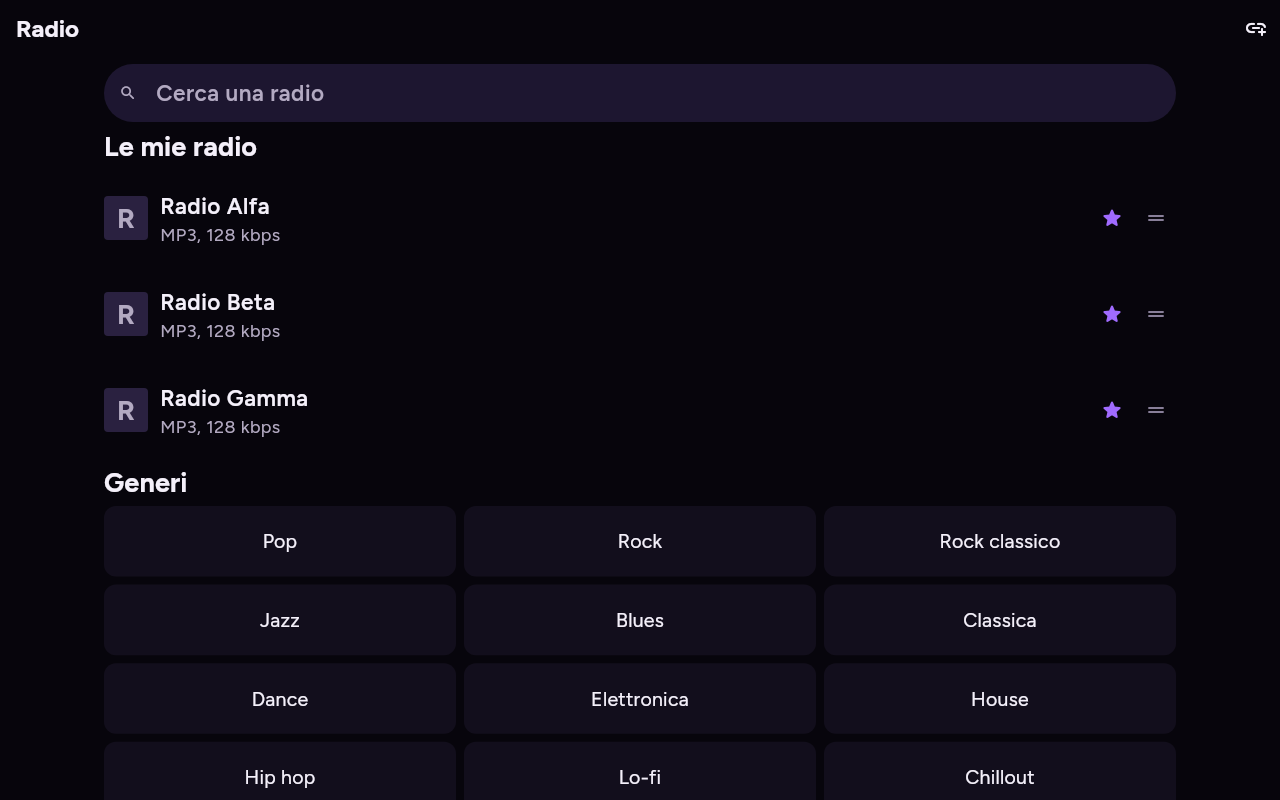 Radio
Cerca una radio
Le mie radio
R
Radio Alfa
MP3, 128 kbps
R
Radio Beta
MP3, 128 kbps
R
Radio Gamma
MP3, 128 kbps
Generi
Pop
Rock
Rock classico
Jazz
Blues
Classica
Dance
Elettronica
House
Hip hop
Lo-fi
Chillout